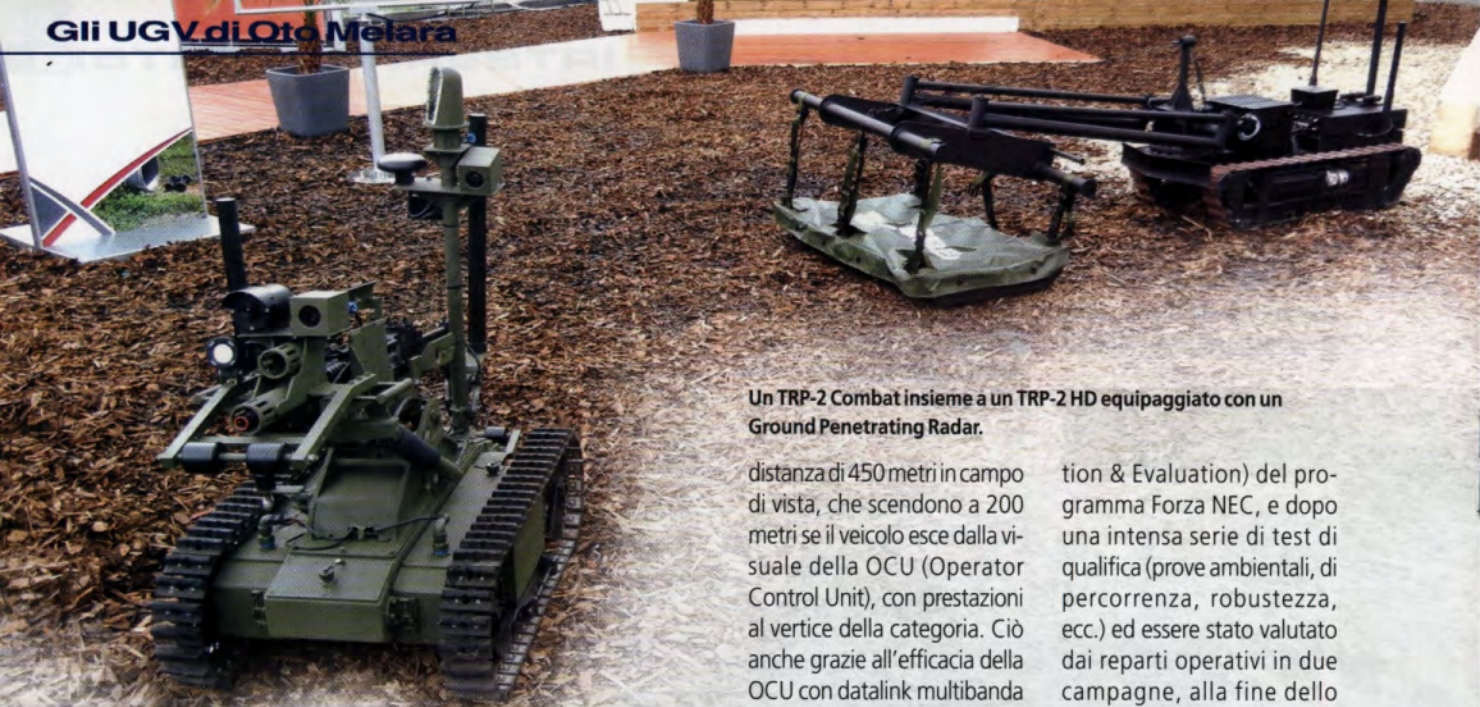 Gli UGV di Oto Melara
Un TRP-2 Combat insieme a un TRP-2 HD equipaggiato con un
Ground Penetrating Radar.
distanza di 450 metri in campo
di vista, che scendono a 200
metri se il veicolo esce dalla vi-
suale della OCU (Operator
Control Unit), con prestazioni
al vertice della categoria. Ciò
anche grazie all'efficacia della
OCU con datalink multibanda
tion & Evaluation) del pro-
gramma Forza NEC, e dopo
una intensa serie di test di
qualifica (prove ambientali, di
percorrenza, robustezza,
ecc.) ed essere stato valutato
dai reparti operativi in due
campagne, alla fine dello